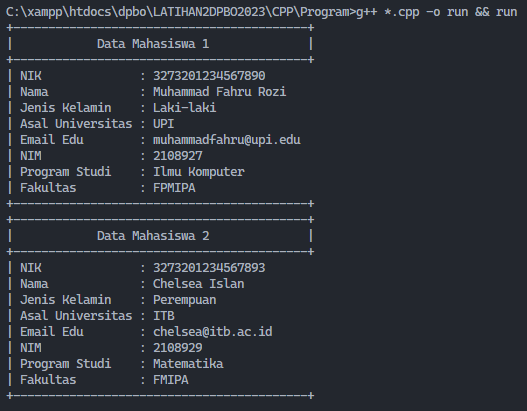 C:\xampp\htdocs\dpbo\LATIHAN2DPBO2023\CPP\Program>g++ *.cpp -o run && run
+------------------------------------------+
|            Data Mahasiswa 1              |
+------------------------------------------+
| NIK              : 3273201234567890
| Nama             : Muhammad Fahru Rozi
| Jenis Kelamin    : Laki-laki
| Asal Universitas : UPI
| Email Edu        : muhammadfahru@upi.edu
| NIM              : 2108927
| Program Studi    : Ilmu Komputer
| Fakultas         : FPMIPA
+------------------------------------------+
+------------------------------------------+
|            Data Mahasiswa 2              |
+------------------------------------------+
| NIK              : 3273201234567893
| Nama             : Chelsea Islan
| Jenis Kelamin    : Perempuan
| Asal Universitas : ITB
| Email Edu        : chelsea@itb.ac.id
| NIM              : 2108929
| Program Studi    : Matematika
| Fakultas         : FMIPA
+------------------------------------------+